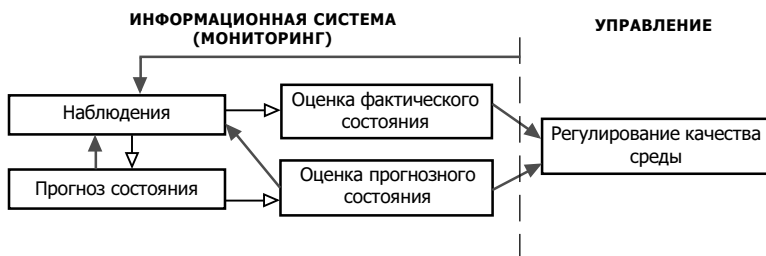 ИНФОРМАЦИОННАЯ СИСТЕМА
(МОНИТОРИНГ)
УПРАВЛЕНИЕ
Наблюдения
Оценка фактического
состояния
Регулирование качества
среды
Прогноз состояния
Оценка прогнозного
состояния